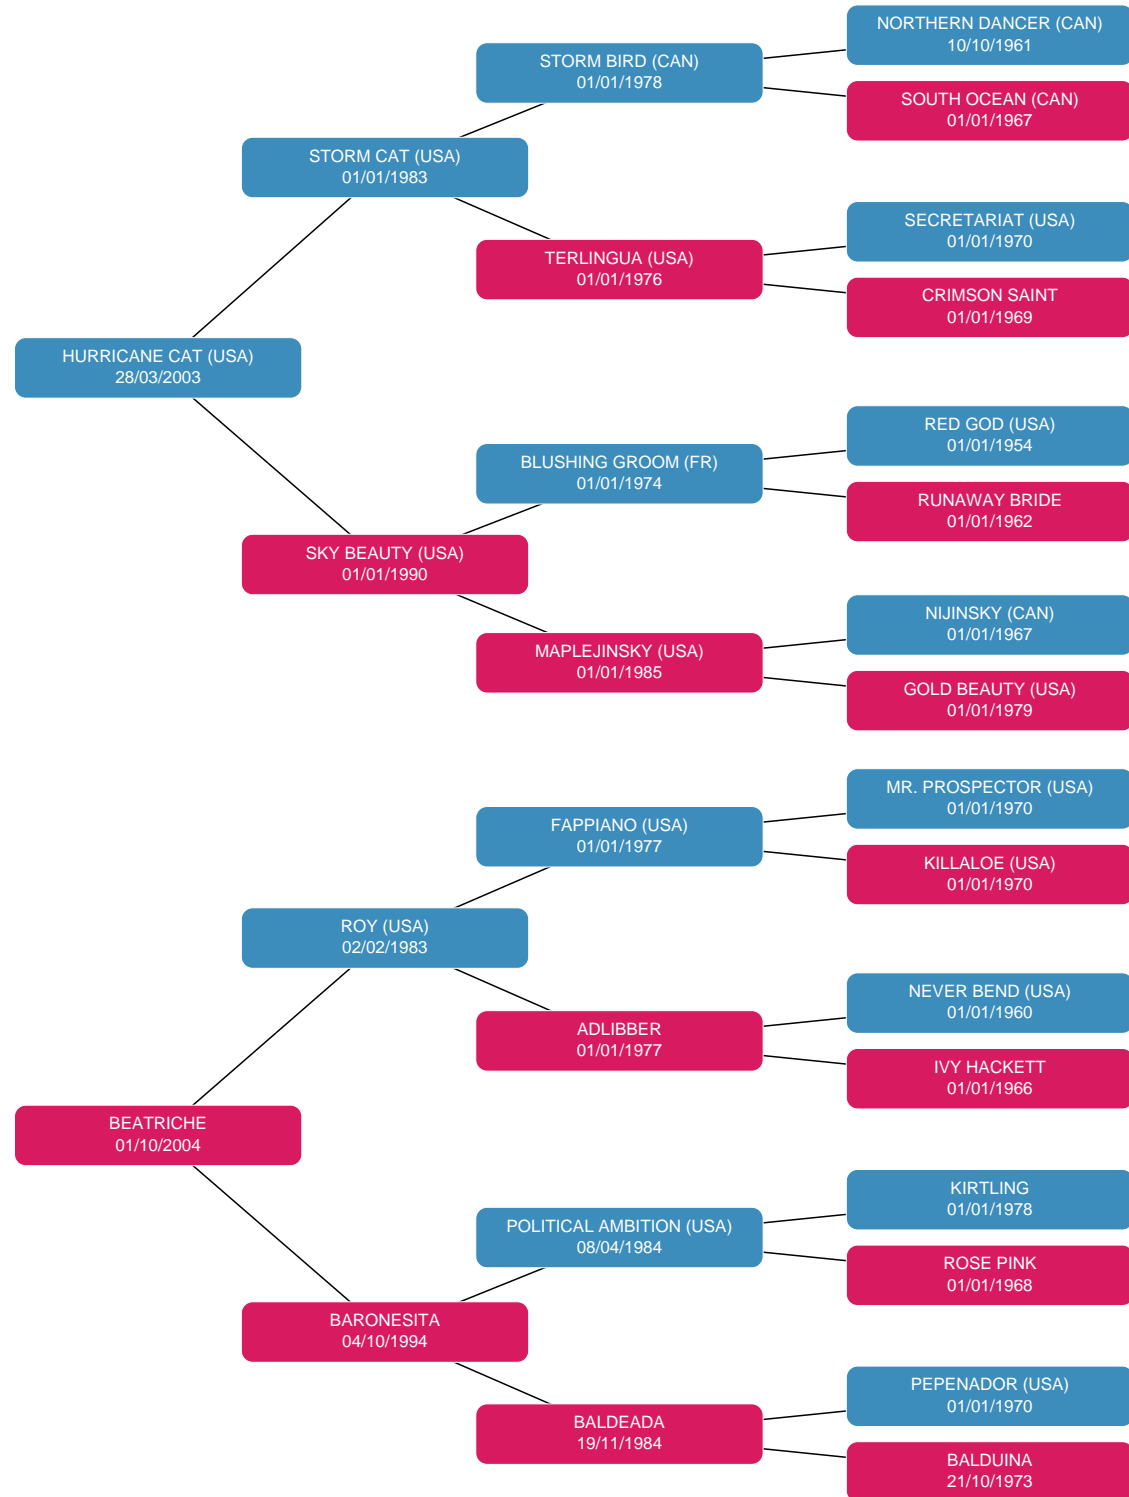 NORTHERN DANCER (CAN)
10/10/1961
STORM BIRD (CAN)
01/01/1978
SOUTH OCEAN (CAN)
01/01/1967
STORM CAT (USA)
01/01/1983
SECRETARIAT (USA)
01/01/1970
TERLINGUA (USA)
01/01/1976
CRIMSON SAINT
01/01/1969
HURRICANE CAT (USA)
28/03/2003
RED GOD (USA)
01/01/1954
BLUSHING GROOM (FR)
01/01/1974
RUNAWAY BRIDE
01/01/1962
SKY BEAUTY (USA)
01/01/1990
NIJINSKY (CAN)
01/01/1967
MAPLEJINSKY (USA)
01/01/1985
GOLD BEAUTY (USA)
01/01/1979
MR. PROSPECTOR (USA)
01/01/1970
FAPPIANO (USA)
01/01/1977
KILLALOE (USA)
01/01/1970
ROY (USA)
02/02/1983
NEVER BEND (USA)
01/01/1960
ADLIBBER
01/01/1977
IVY HACKETT
01/01/1966
BEATRICHE
01/10/2004
KIRTLING
01/01/1978
POLITICAL AMBITION (USA)
08/04/1984
ROSE PINK
01/01/1968
BARONESITA
04/10/1994
PEPENADOR (USA)
01/01/1970
BALDEADA
19/11/1984
BALDUINA
21/10/1973